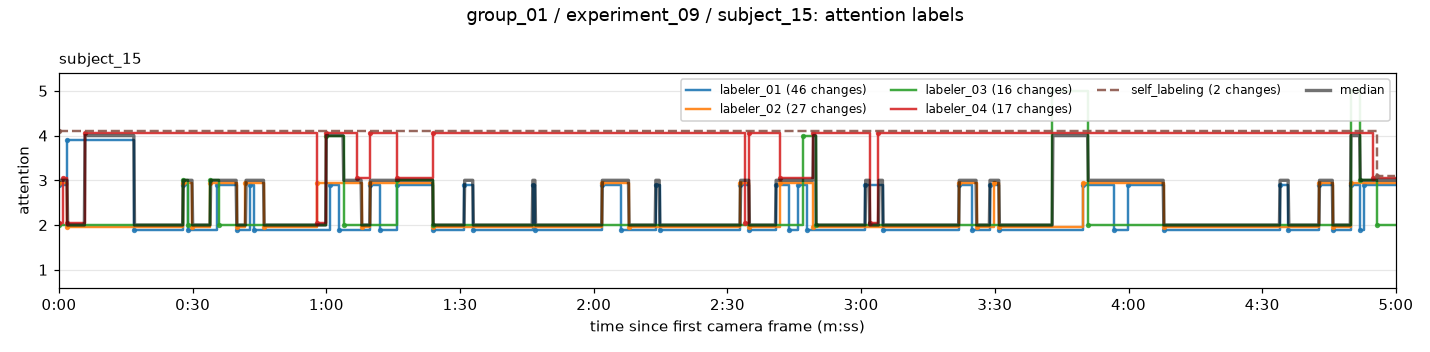 group_01 / experiment_09 / subject_15: attention labels
subject_15
labeler_01 (46 changes)
labeler_02 (27 changes)
labeler_03 (16 changes)
labeler_04 (17 changes)
self_labeling (2 changes)
median
attention
5
4
3
2
1
0:00 0:30 1:00 1:30 2:00 2:30 3:00 3:30 4:00 4:30 5:00
time since first camera frame (m:ss)